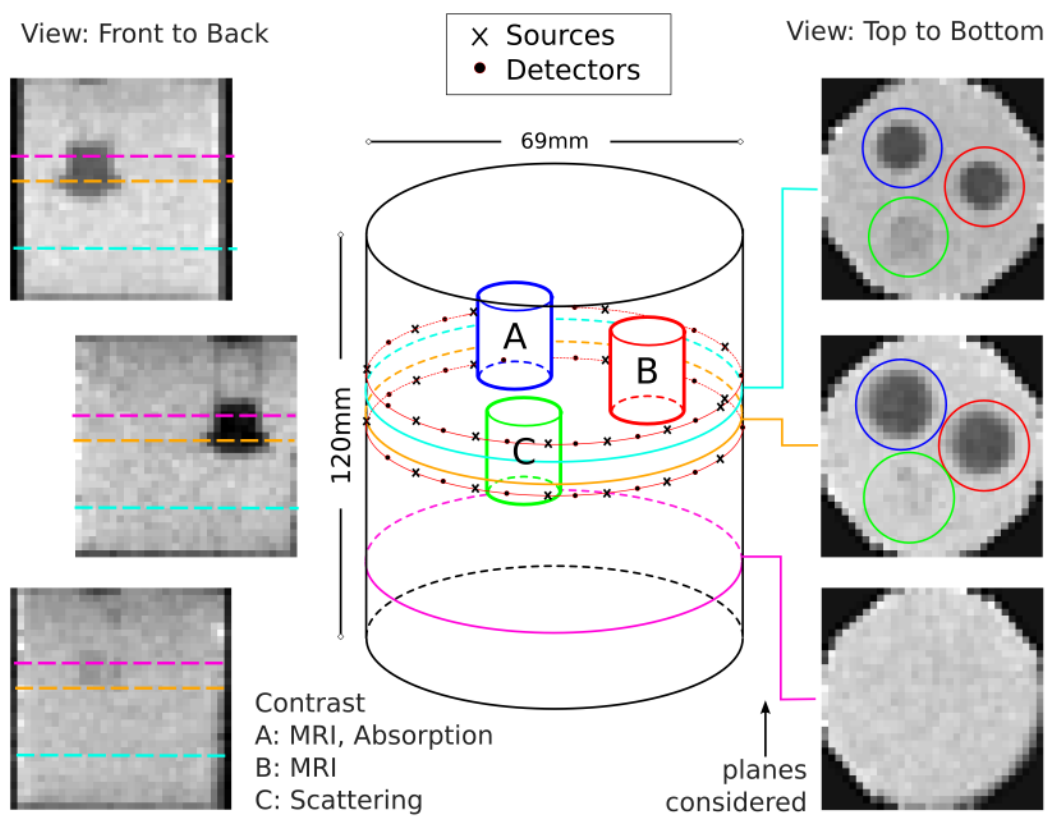 View: Front to Back
× Sources
• Detectors
View: Top to Bottom
69mm
120mm
A
B
C
Contrast
A: MRI, Absorption
B: MRI
C: Scattering
planes
considered